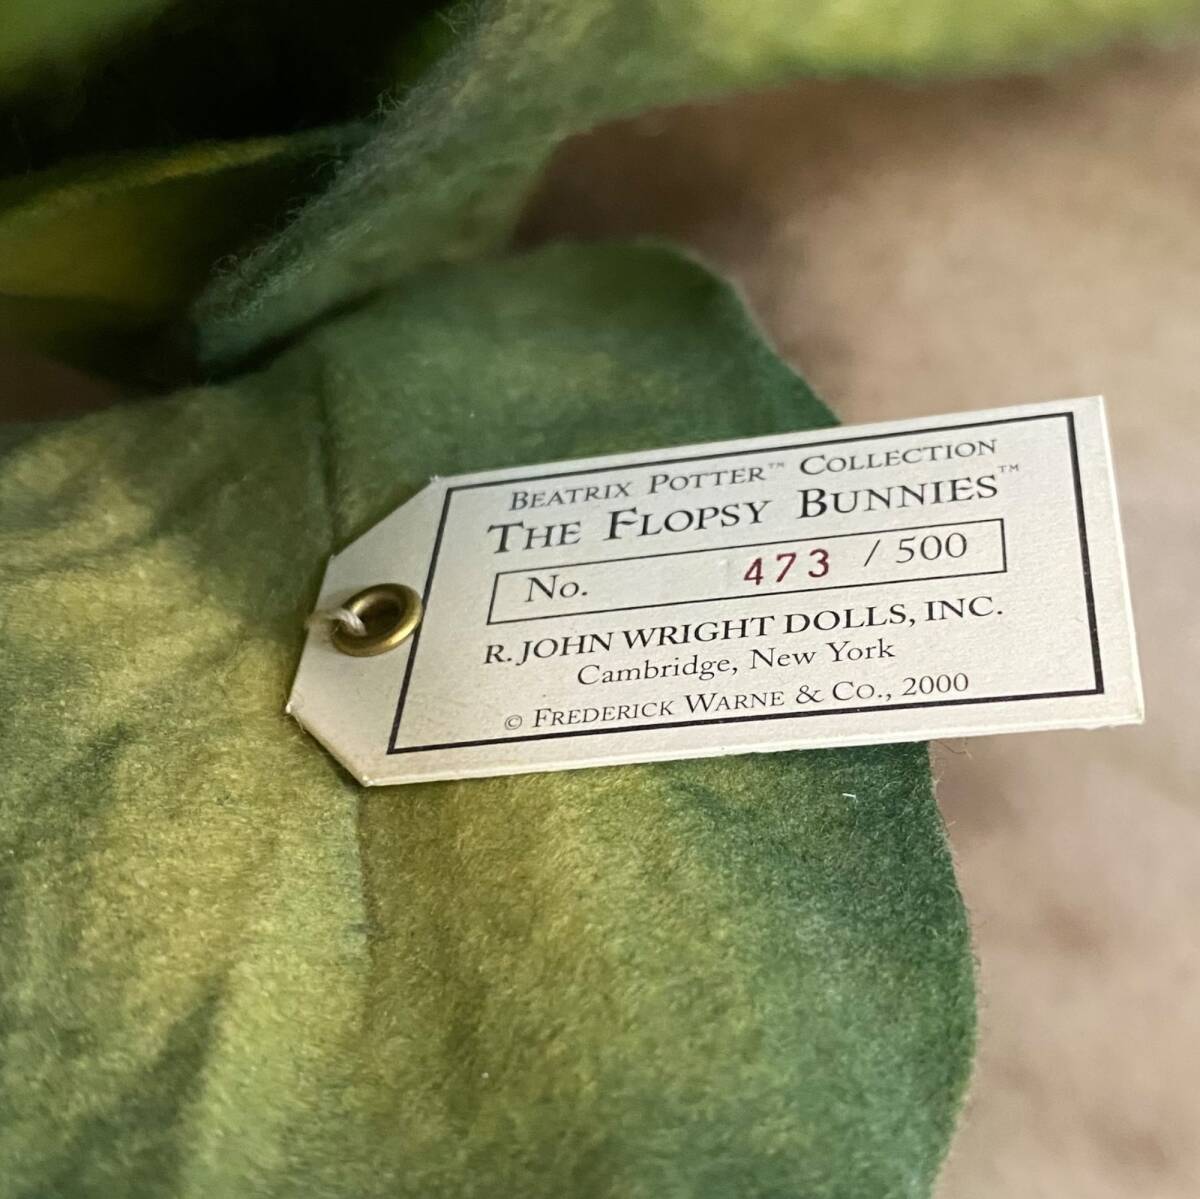 BEATRIX POTTER™ COLLECTION
THE FLOPSY BUNNIES™
No. 473 / 500
R. JOHN WRIGHT DOLLS, INC.
Cambridge, New York
© FREDERICK WARNE & CO., 2000